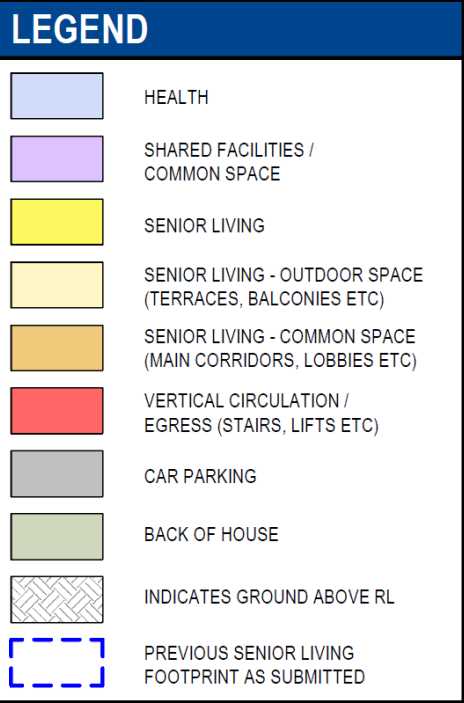 LEGEND
HEALTH
SHARED FACILITIES /
COMMON SPACE
SENIOR LIVING
SENIOR LIVING - OUTDOOR SPACE
(TERRACES, BALCONIES ETC)
SENIOR LIVING - COMMON SPACE
(MAIN CORRIDORS, LOBBIES ETC)
VERTICAL CIRCULATION /
EGRESS (STAIRS, LIFTS ETC)
CAR PARKING
BACK OF HOUSE
INDICATES GROUND ABOVE RL
PREVIOUS SENIOR LIVING
FOOTPRINT AS SUBMITTED